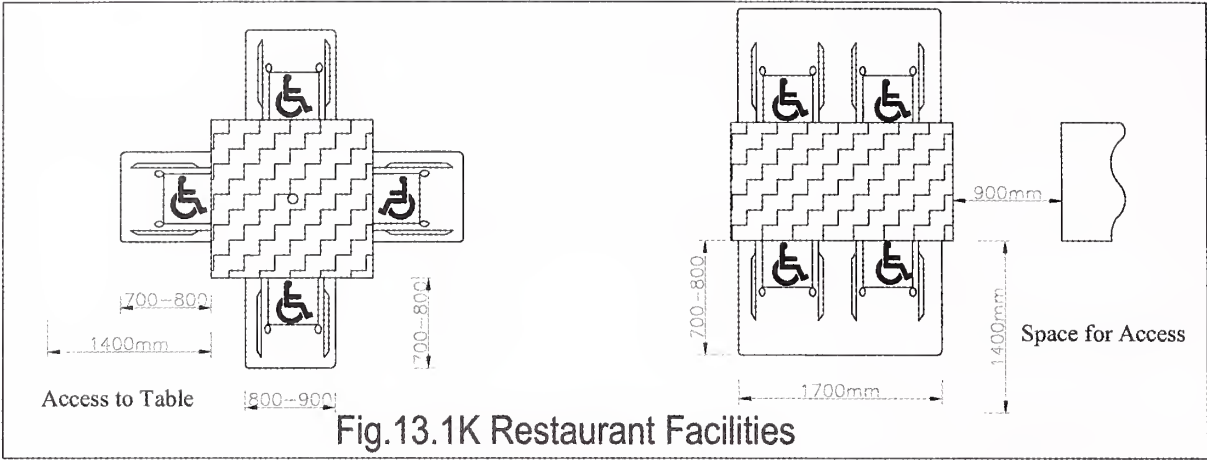 900mm
700-800
700-800
700-800
1400mm
Space for Access
1400mm
Access to Table
800-900
1700mm
Fig.13.1K Restaurant Facilities